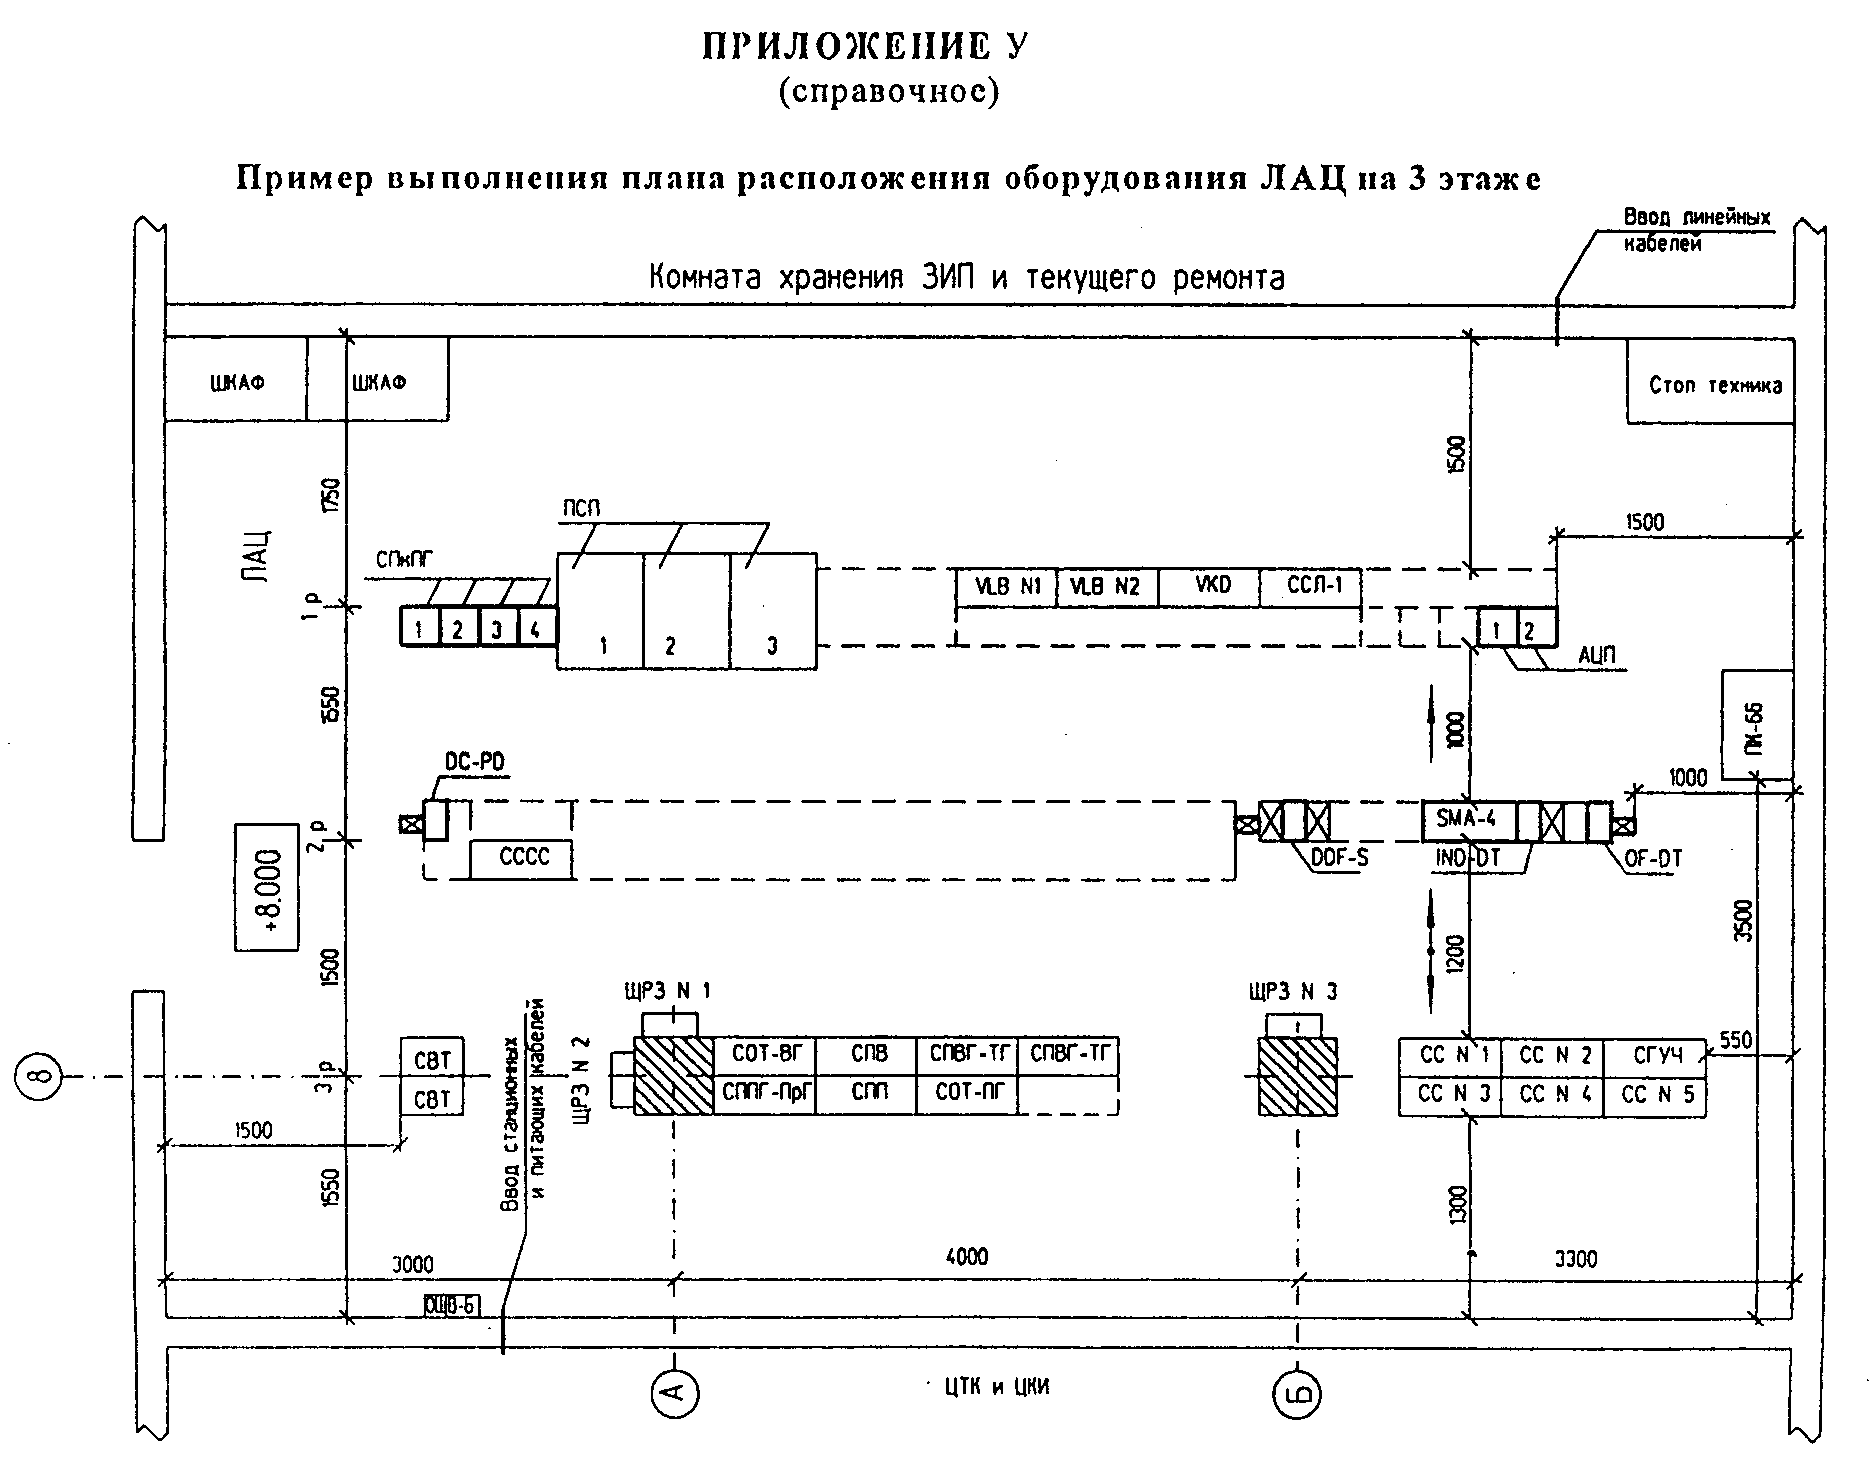 ПРИЛОЖЕНИЕ У
(справочное)
Пример выполнения плана расположения оборудования ЛАЦ на 3 этаже
Ввод линейных
кабелей
Комната хранения ЗИП и текущего ремонта
ШКАФ
ШКАФ
Стоп техника
1750
1500
ПСП
1500
ЛАЦ
СПкПГ
VLB N1
VLB N2
VKD
ССЛ-1
1 р
1
2
3
4
1
2
3
1
2
АЦП
1550
1000
ПК-66
DC-PD
1000
2 р
SMA-4
СССС
DOF-S
IND-DT
OF-DT
+8.000
1500
1200
3500
ЩРЗ N 1
ЩРЗ N 3
ЩРЗ N 2
Ввод станционных
и питающих кабелей
8
3 р
СВТ
СВТ
СОТ-ВГ
СПВ
СПВГ-ТГ
СПВГ-ТГ
СППГ-ПрГ
СПП
СОТ-ПГ
СС N 1
СС N 2
СГУЧ
СС N 3
СС N 4
СС N 5
550
1500
1550
1300
3000
4000
3300
ОЩВ-6
А
Б
ЦТК и ЦКИ